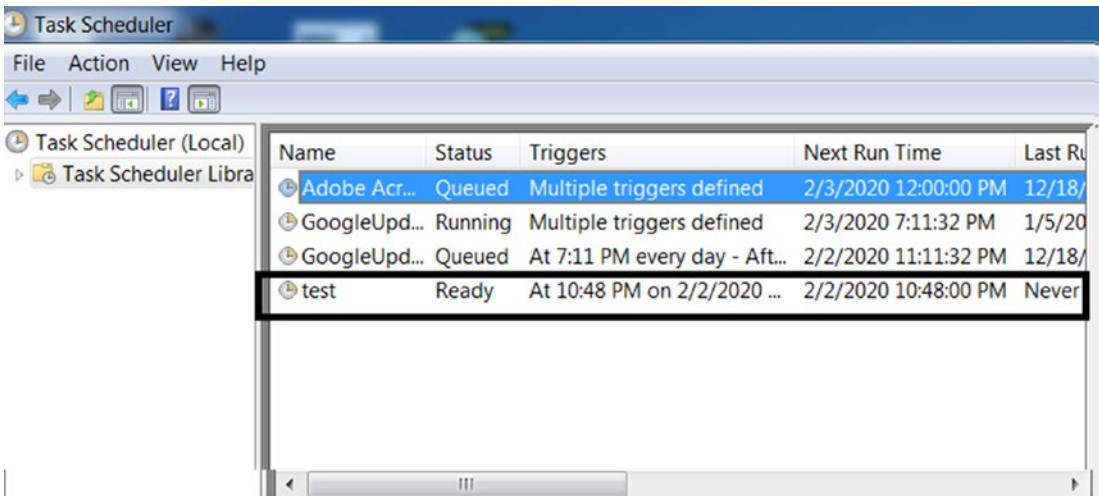 Task Scheduler
File Action View Help
Task Scheduler (Local)
Task Scheduler Libra
Name Status Triggers Next Run Time Last Ru
Adobe Acr... Queued Multiple triggers defined 2/3/2020 12:00:00 PM 12/18/
GoogleUpd... Running Multiple triggers defined 2/3/2020 7:11:32 PM 1/5/20
GoogleUpd... Queued At 7:11 PM every day - Aft... 2/2/2020 11:11:32 PM 12/18/
test Ready At 10:48 PM on 2/2/2020 ... 2/2/2020 10:48:00 PM Never